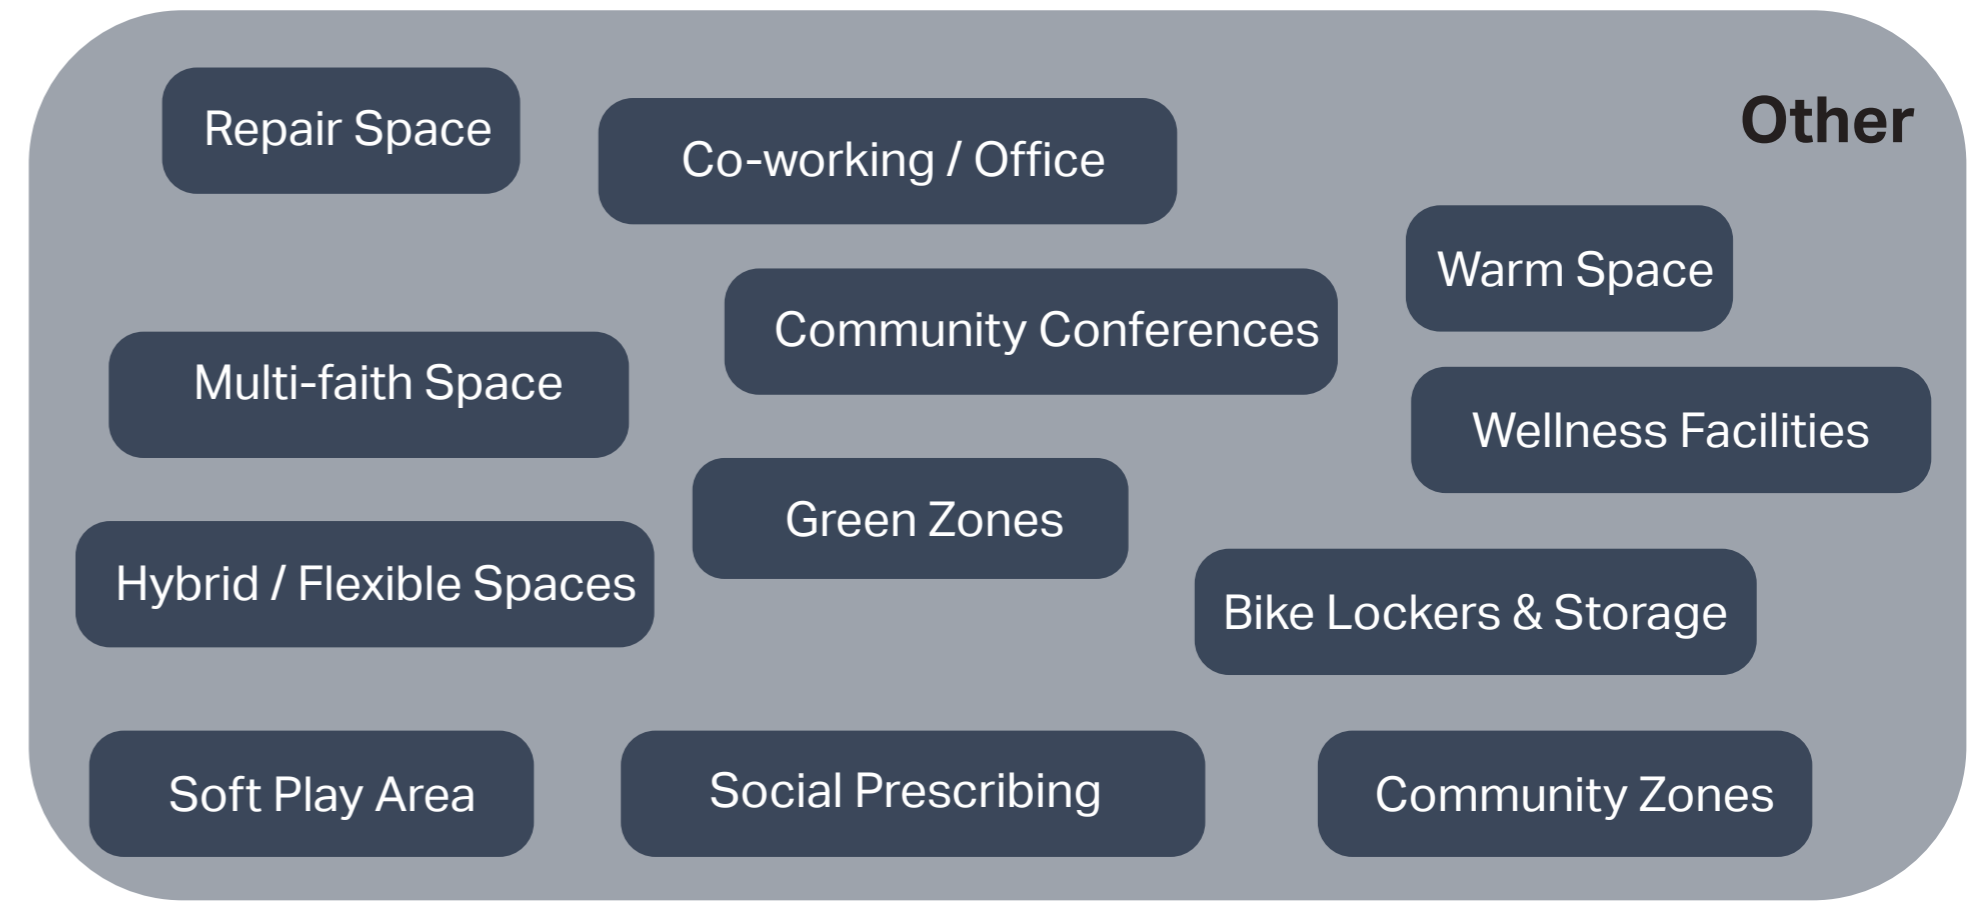 Other
Repair Space
Co-working / Office
Warm Space
Community Conferences
Multi-faith Space
Wellness Facilities
Green Zones
Hybrid / Flexible Spaces
Bike Lockers & Storage
Soft Play Area
Social Prescribing
Community Zones